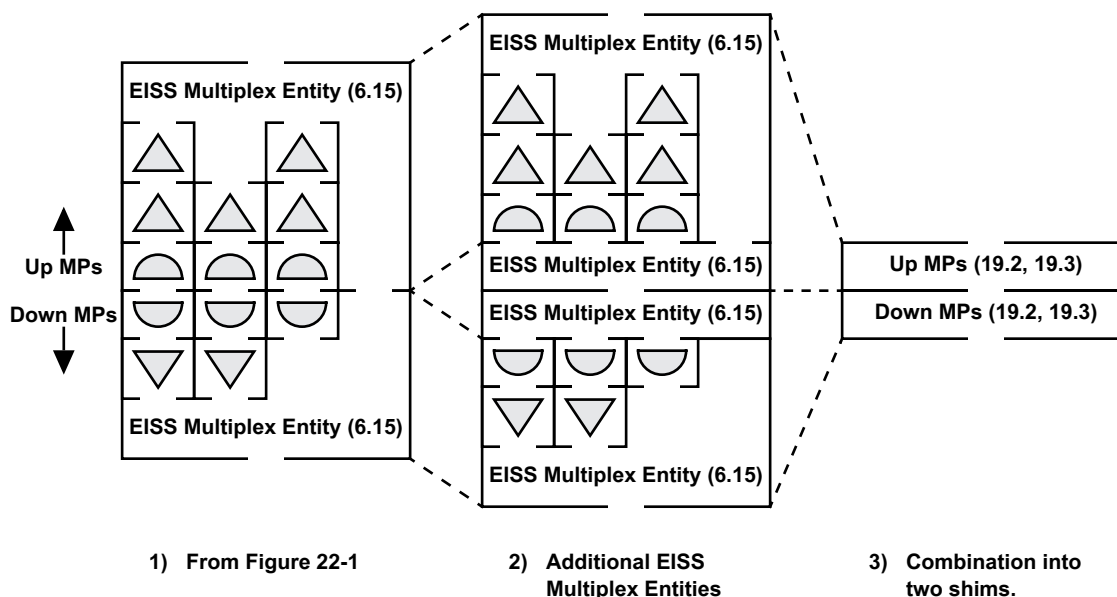 EISS Multiplex Entity (6.15)
EISS Multiplex Entity (6.15)
Up MPs
Down MPs
EISS Multiplex Entity (6.15)
EISS Multiplex Entity (6.15)
EISS Multiplex Entity (6.15)
EISS Multiplex Entity (6.15)
Up MPs (19.2, 19.3)
Down MPs (19.2, 19.3)
1) From Figure 22-1
2) Additional EISS
Multiplex Entities
3) Combination into
two shims.